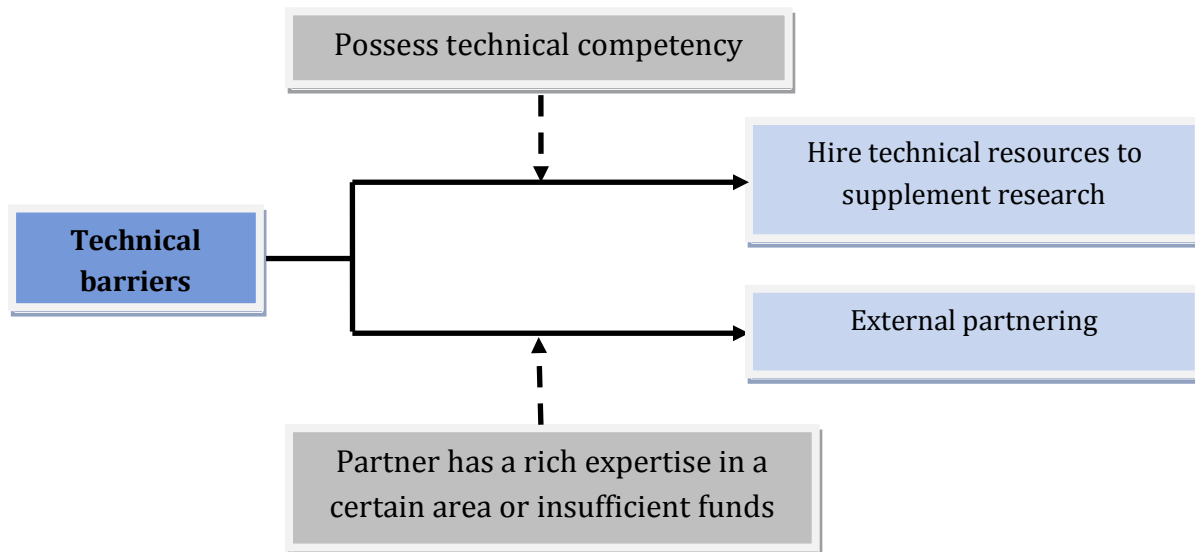 Possess technical competency
Hire technical resources to
supplement research
Technical
barriers
External partnering
Partner has a rich expertise in a
certain area or insufficient funds